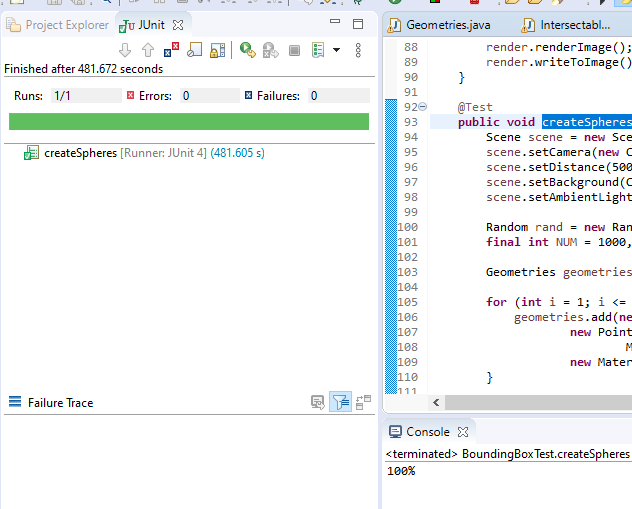 Project Explorer JUnit
Finished after 481.672 seconds
Runs: 1/1 Errors: 0 Failures: 0
createSpheres [Runner: JUnit 4] (481.605 s)
Failure Trace
Geometries.java Intersectabl...
88 render.renderImage();
89 render.writeToImage()
90 }
91
92 @Test
93 public void createSpheres
94 Scene scene = new Sce
95 scene.setCamera(new C
96 scene.setDistance(500
97 scene.setBackground(C
98 scene.setAmbientLight
99
100 Random rand = new Ran
101 final int NUM = 1000,
102
103 Geometries geometries
104
105 for (int i = 1; i <=
106 geometries.add(ne
107 new Point
108 M
109 new Mater
110 }
111
Console
<terminated> BoundingBoxTest.createSpheres
100%